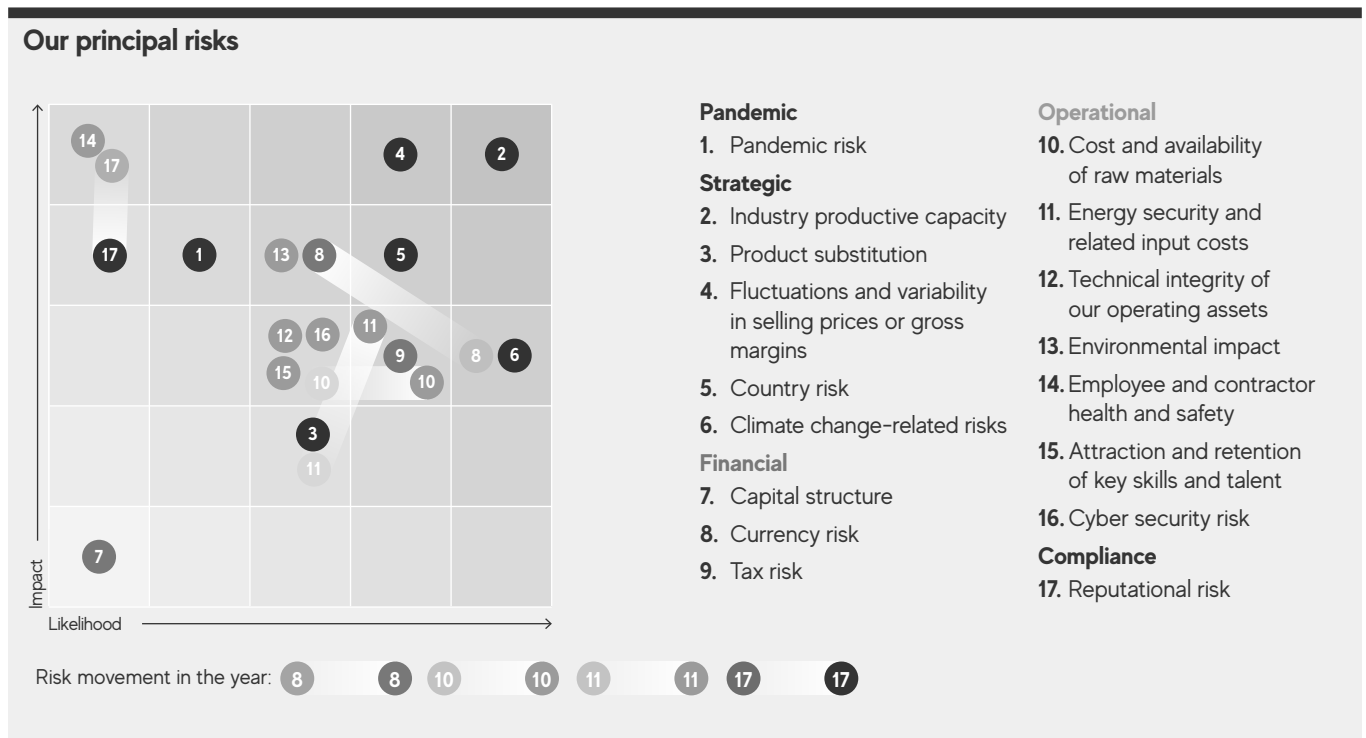 Our principal risks
14
17
4
2
17
1
13
8
5
12
16
11
9
8
6
15
10
10
3
11
7
Impact
Likelihood
Risk movement in the year: 8 8 10 10 11 11 17 17
Pandemic
1. Pandemic risk
Strategic
2. Industry productive capacity
3. Product substitution
4. Fluctuations and variability
in selling prices or gross
margins
5. Country risk
6. Climate change-related risks
Financial
7. Capital structure
8. Currency risk
9. Tax risk
Operational
10. Cost and availability
of raw materials
11. Energy security and
related input costs
12. Technical integrity of
our operating assets
13. Environmental impact
14. Employee and contractor
health and safety
15. Attraction and retention
of key skills and talent
16. Cyber security risk
Compliance
17. Reputational risk